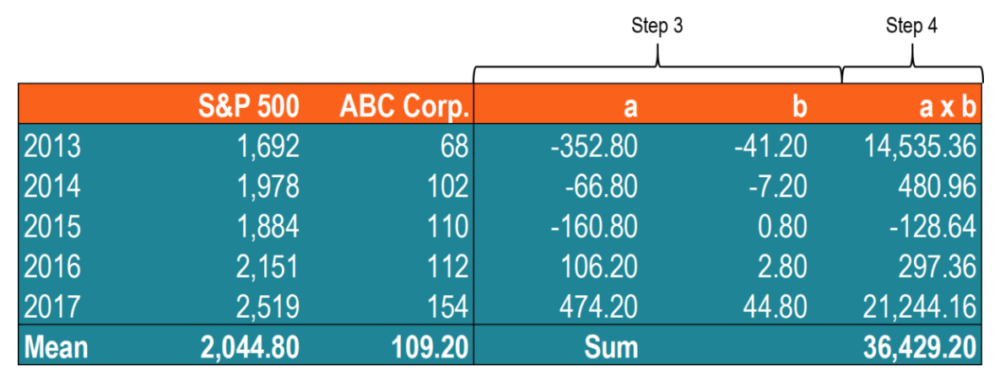 Step 3 Step 4
S&P 500 ABC Corp. a b a x b
2013 1,692 68 -352.80 -41.20 14,535.36
2014 1,978 102 -66.80 -7.20 480.96
2015 1,884 110 -160.80 0.80 -128.64
2016 2,151 112 106.20 2.80 297.36
2017 2,519 154 474.20 44.80 21,244.16
Mean 2,044.80 109.20 Sum 36,429.20